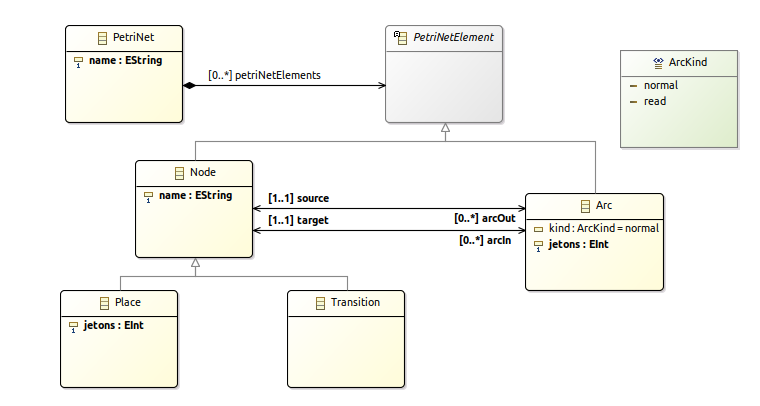 PetriNet
name : EString
[0..*] petriNetElements
PetriNetElement
ArcKind
normal
read
Node
name : EString
[1..1] source
[1..1] target
[0..*] arcOut
[0..*] arcIn
Arc
kind : ArcKind = normal
jetons : EInt
Place
jetons : EInt
Transition